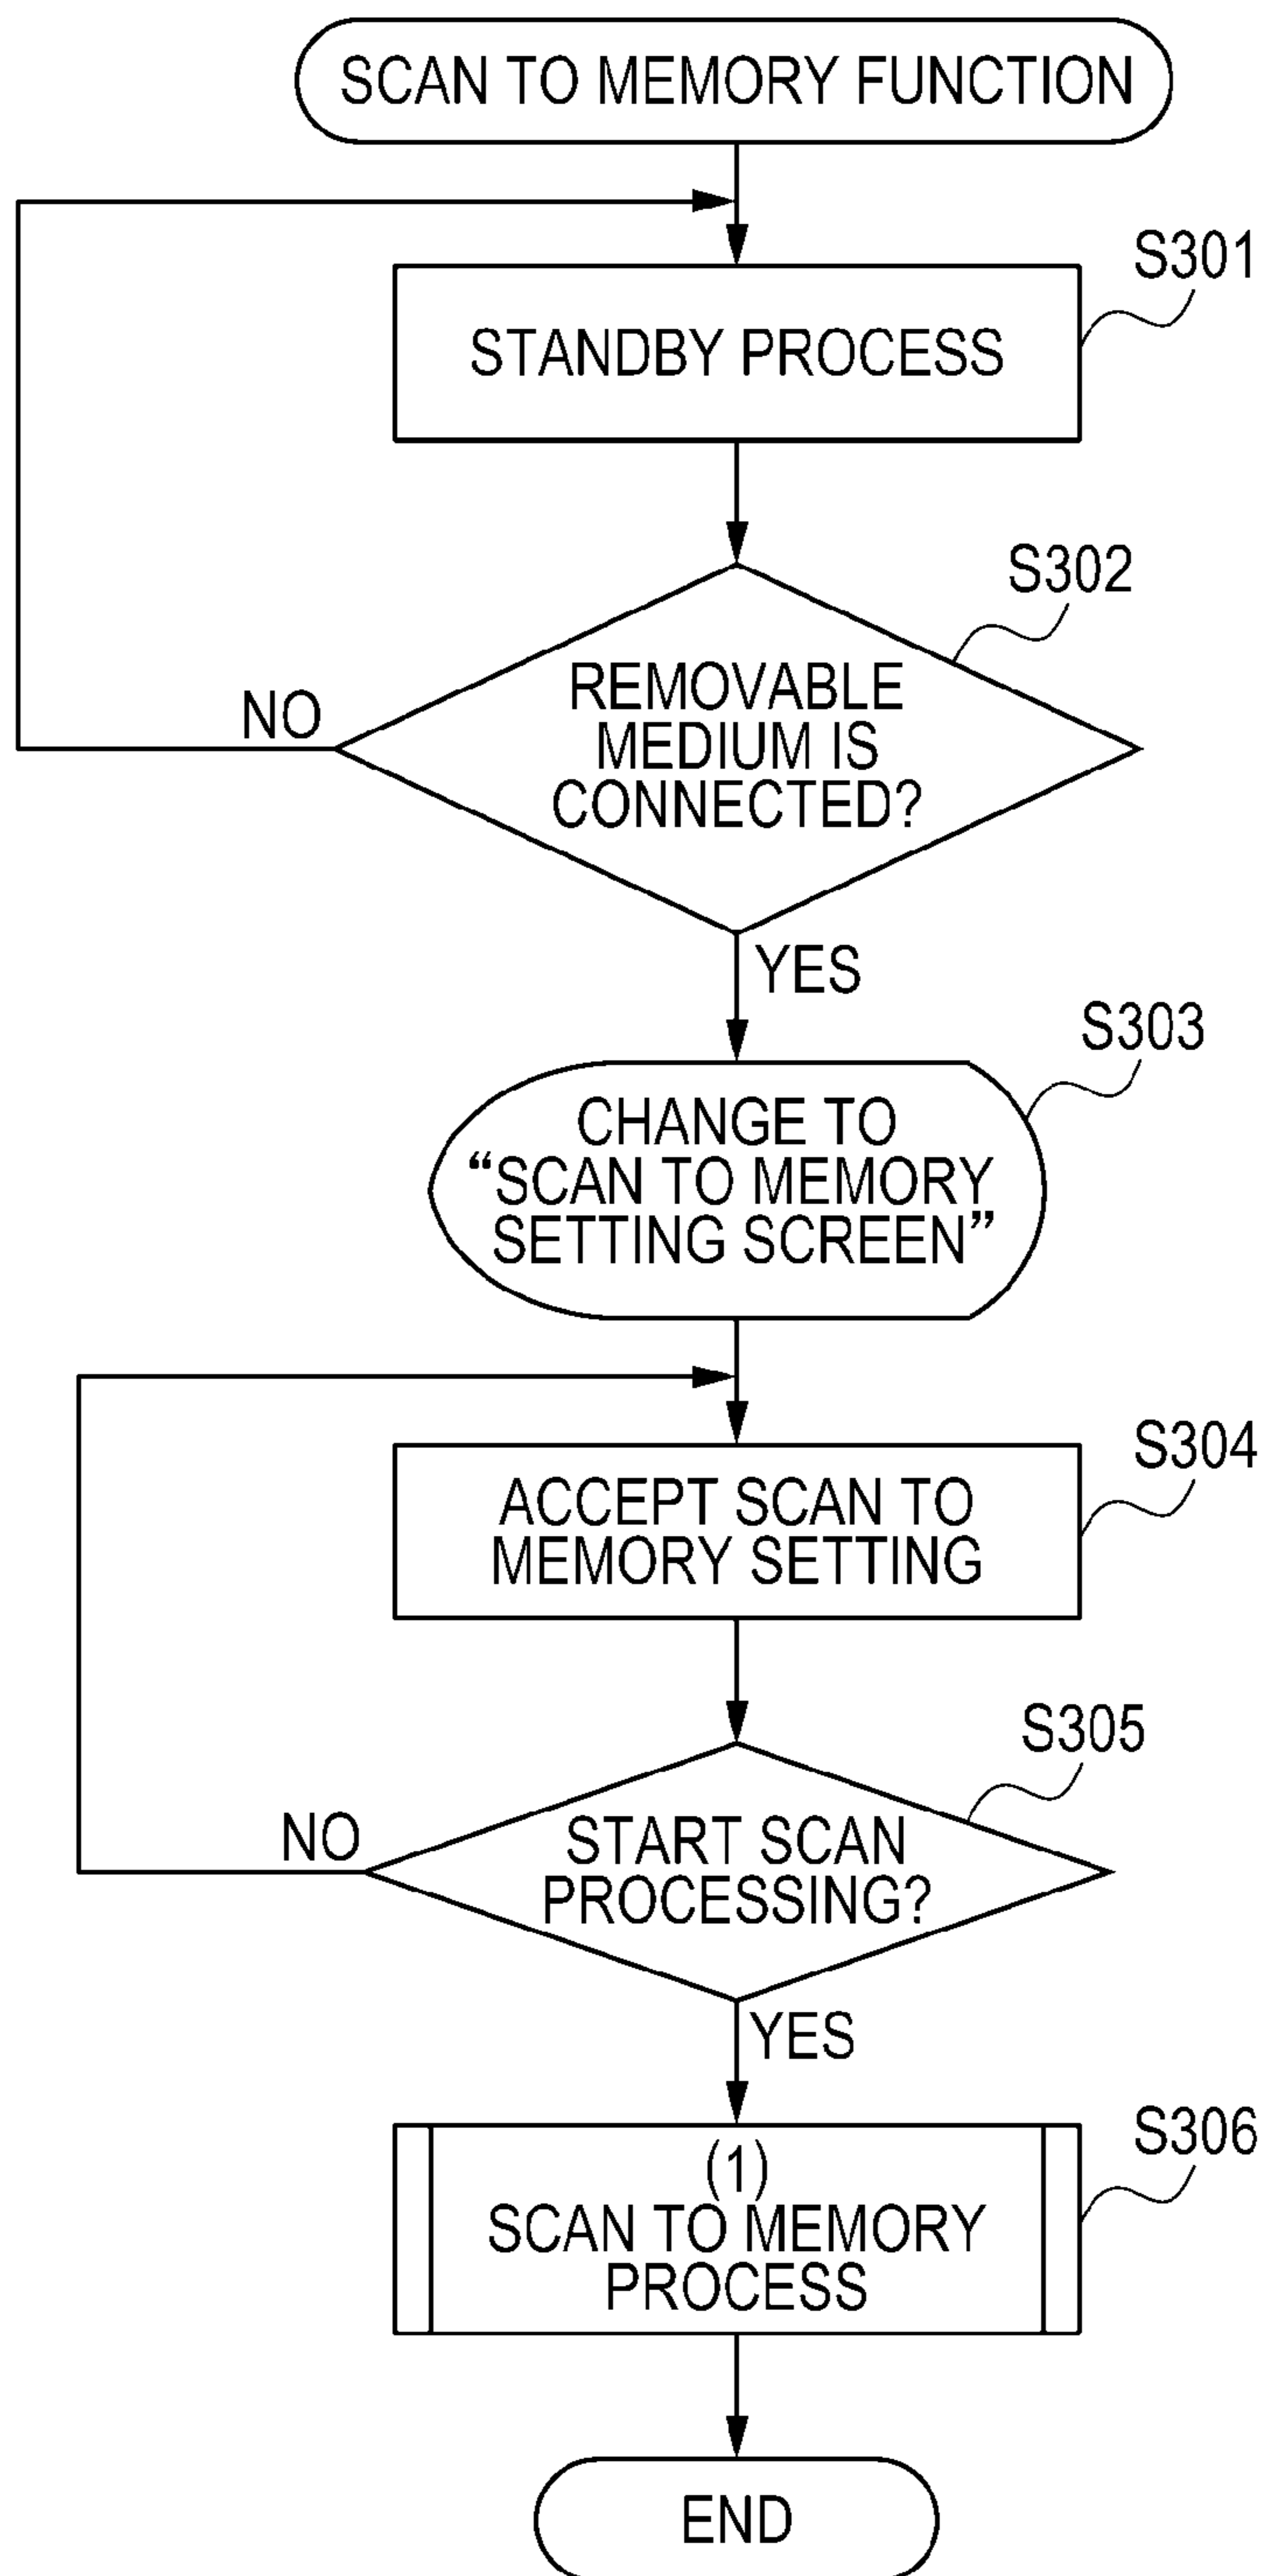 SCAN TO MEMORY FUNCTION
S301
STANDBY PROCESS
S302
REMOVABLE
MEDIUM IS
CONNECTED?
NO
YES
S303
CHANGE TO
“SCAN TO MEMORY
SETTING SCREEN”
S304
ACCEPT SCAN TO
MEMORY SETTING
S305
START SCAN
PROCESSING?
NO
YES
S306
(1)
SCAN TO MEMORY
PROCESS
END